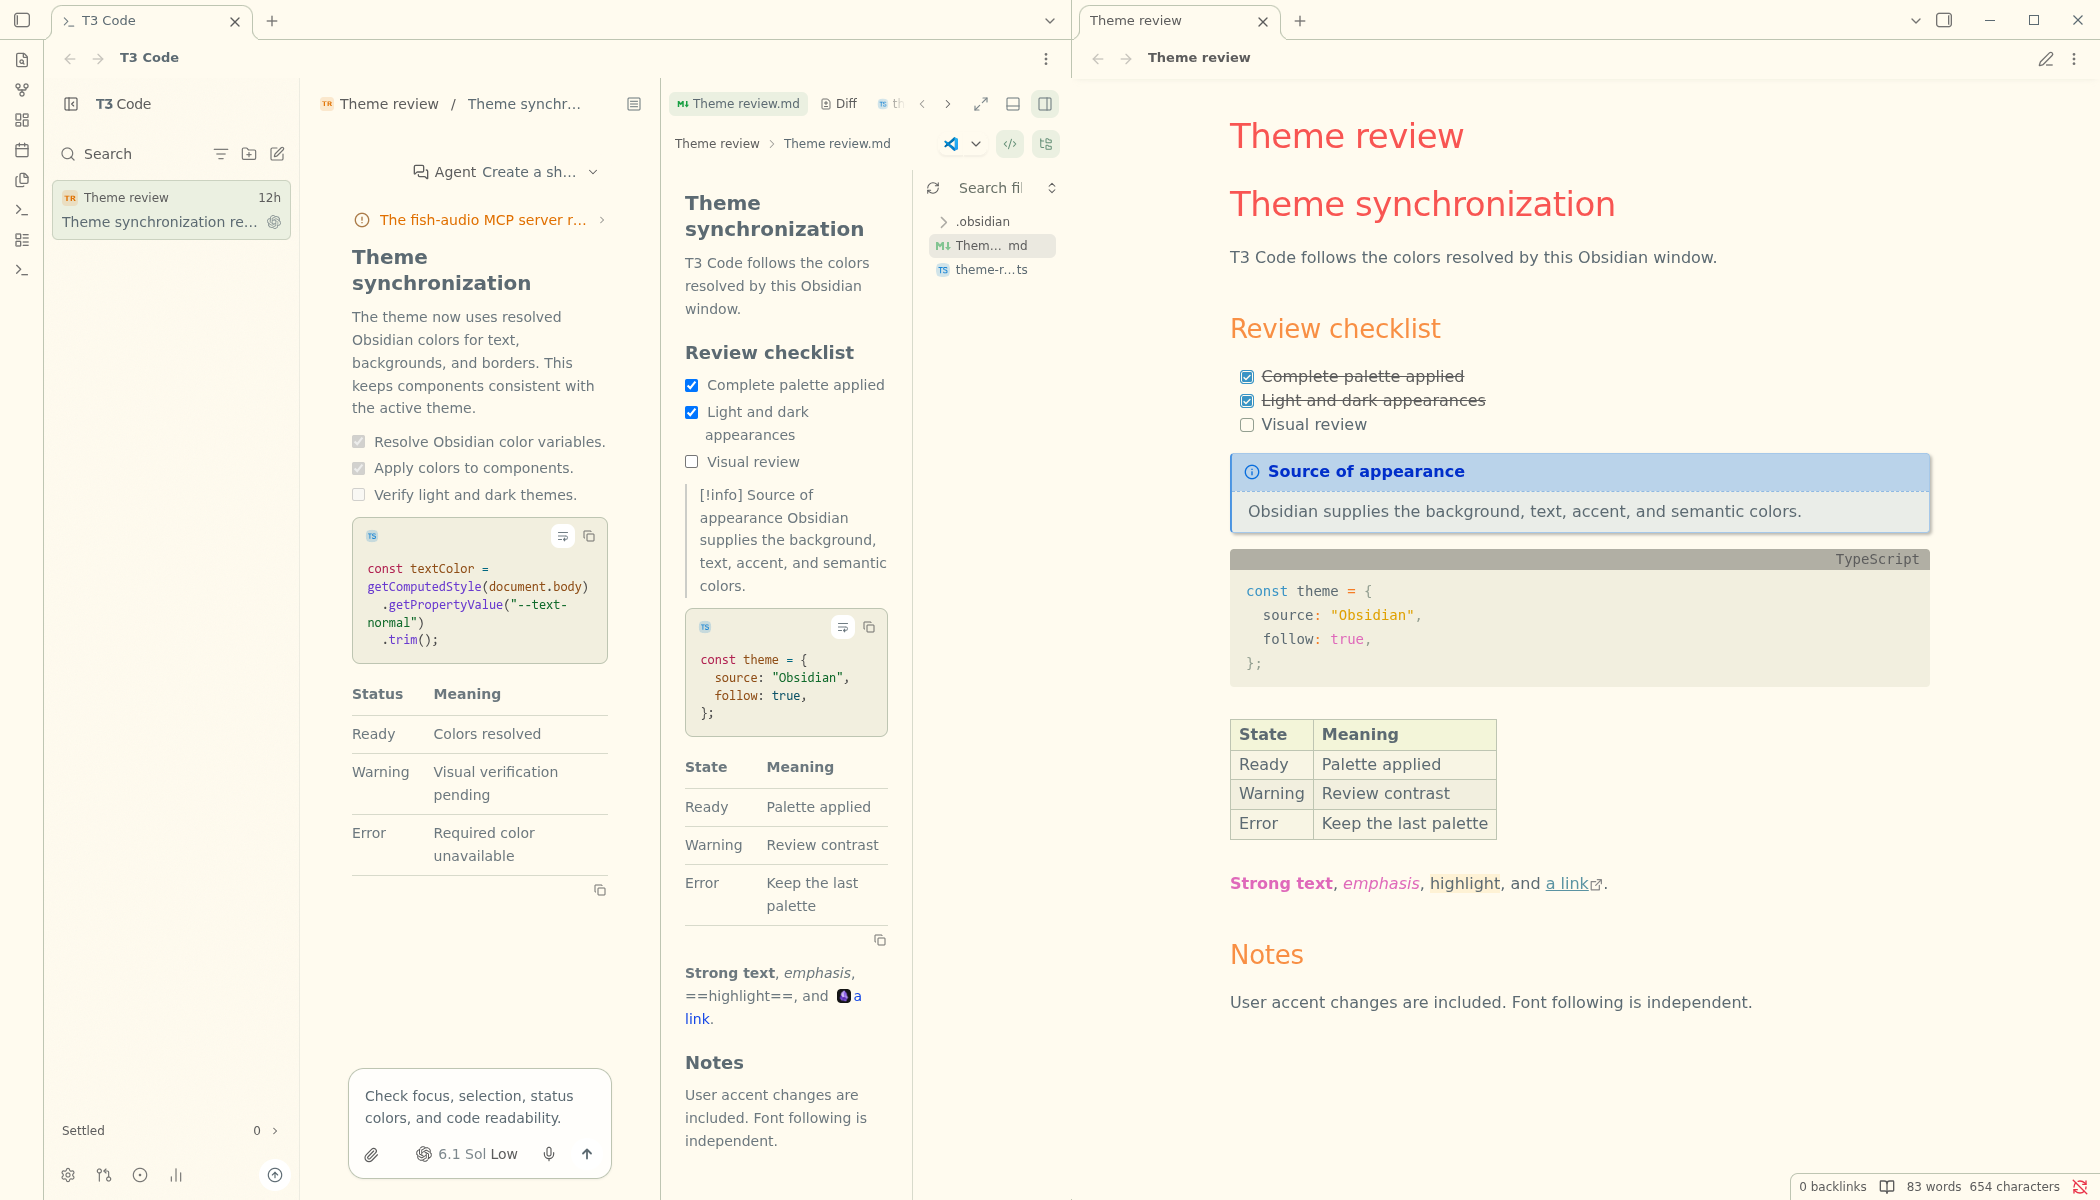 T3 Code
Theme review
T3 Code
Theme review
T3 Code
Search
TR Theme review 12h
Theme synchronization re...
Settled 0
TR Theme review / Theme synchr...
Agent Create a sh...
The fish-audio MCP server r...
Theme
synchronization
The theme now uses resolved
Obsidian colors for text,
backgrounds, and borders. This
keeps components consistent with
the active theme.
Resolve Obsidian color variables.
Apply colors to components.
Verify light and dark themes.
TS
const textColor =
getComputedStyle(document.body)
.getPropertyValue("--text-
normal")
.trim();
Status Meaning
Ready Colors resolved
Warning Visual verification
pending
Error Required color
unavailable
Check focus, selection, status
colors, and code readability.
6.1 Sol Low
M↓ Theme review.md Diff TS th
Theme review > Theme review.md
Theme
synchronization
T3 Code follows the colors
resolved by this Obsidian
window.
Review checklist
Complete palette applied
Light and dark
appearances
Visual review
[!info] Source of
appearance Obsidian
supplies the background,
text, accent, and semantic
colors.
TS
const theme = {
source: "Obsidian",
follow: true,
};
State Meaning
Ready Palette applied
Warning Review contrast
Error Keep the last
palette
Strong text, emphasis,
==highlight==, and a
link.
Notes
User accent changes are
included. Font following is
independent.
Search fil
.obsidian
M↓ Them... md
TS theme-r...ts
Theme review
Theme synchronization
T3 Code follows the colors resolved by this Obsidian window.
Review checklist
Complete palette applied
Light and dark appearances
Visual review
Source of appearance
Obsidian supplies the background, text, accent, and semantic colors.
TypeScript
const theme = {
source: "Obsidian",
follow: true,
};
State Meaning
Ready Palette applied
Warning Review contrast
Error Keep the last palette
Strong text, emphasis, highlight, and a link.
Notes
User accent changes are included. Font following is independent.
0 backlinks 83 words 654 characters